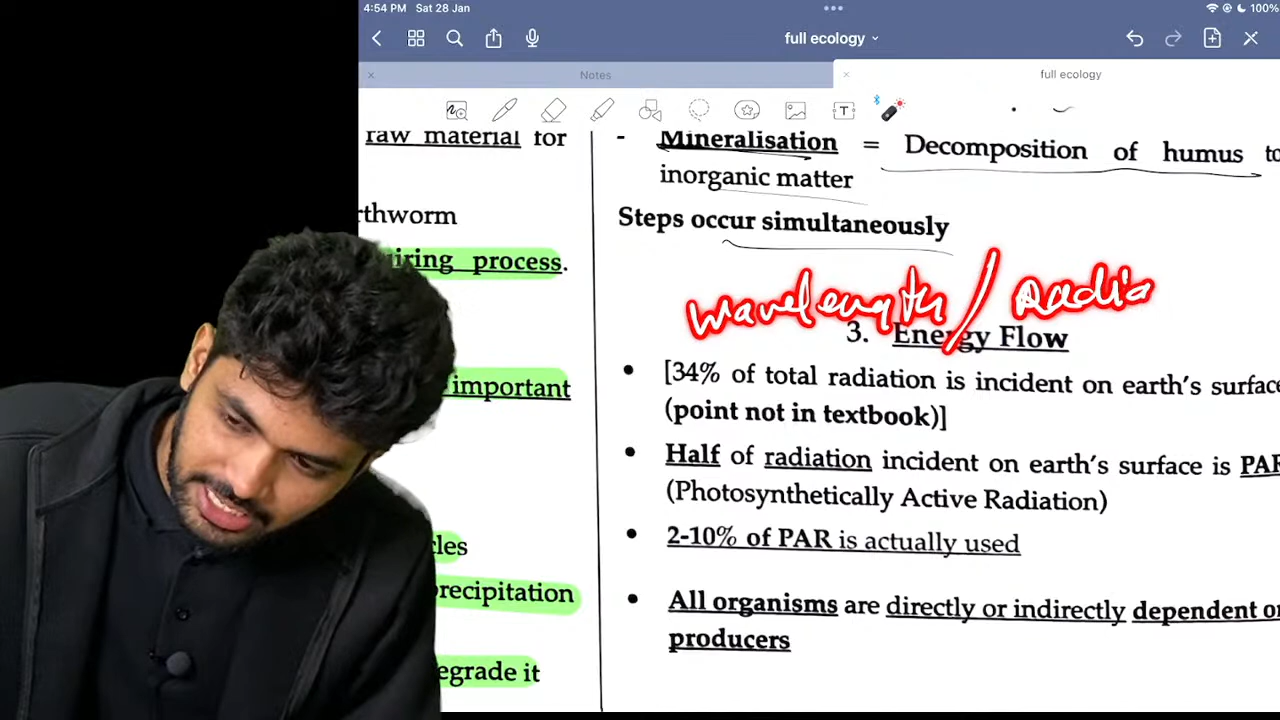 4:54 PM Sat 28 Jan
100%
full ecology
Notes
full ecology
raw material for
rthworm
iring process.
important
cles
recipitation
egrade it
- Mineralisation = Decomposition of humus to
inorganic matter
Steps occur simultaneously
wavelength / Radia
3. Energy Flow
• [34% of total radiation is incident on earth's surface
(point not in textbook)]
• Half of radiation incident on earth's surface is PAR
(Photosynthetically Active Radiation)
• 2-10% of PAR is actually used
• All organisms are directly or indirectly dependent on
producers